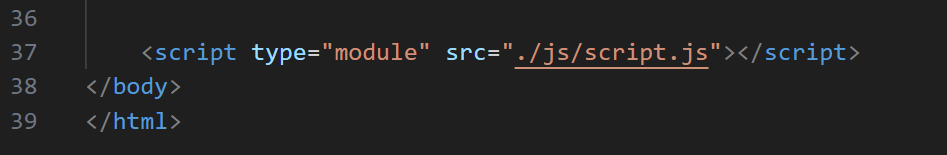 36
37 <script type="module" src="./js/script.js"></script>
38 </body>
39 </html>